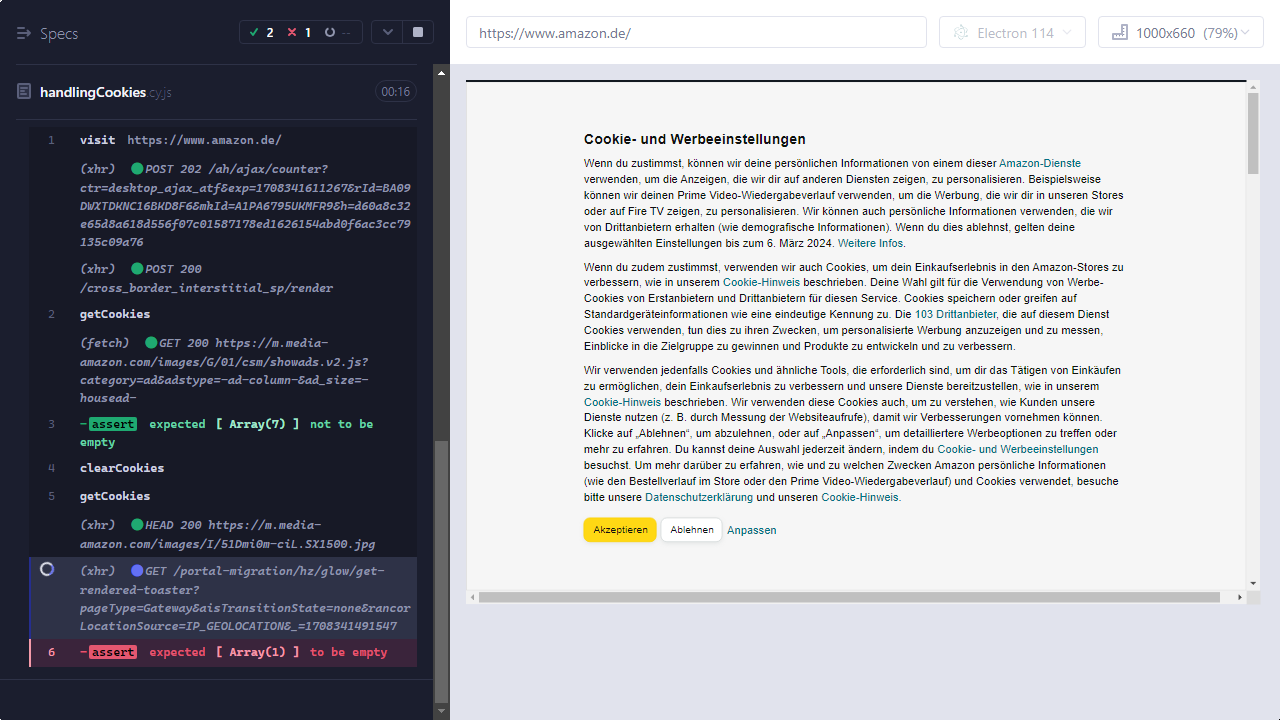 Specs
2
1
--
handlingCookies.cy.js
00:16
1 visit https://www.amazon.de/
(xhr) POST 202 /ah/ajax/counter?
ctr=desktop_ajax_atf&exp=1708341611267&rId=BA09
DWXTDKNC16BKD8F6&mkId=A1PA6795UKMFR9&h=d60a8c32
e65d8a618d556f07c01587178ed1626154abd0f6ac3cc79
135c09a76
(xhr) POST 200
/cross_border_interstitial_sp/render
2 getCookies
(fetch) GET 200 https://m.media-
amazon.com/images/G/01/csm/showads.v2.js?
category=ad&adstype=-ad-column-&ad_size=-
housead-
3 -assert expected [ Array(7) ] not to be
empty
4 clearCookies
5 getCookies
(xhr) HEAD 200 https://m.media-
amazon.com/images/I/51Dmi0m-ciL.SX1500.jpg
(xhr) GET /portal-migration/hz/glow/get-
rendered-toaster?
pageType=Gateway&aisTransitionState=none&rancor
LocationSource=IP_GEOLOCATION&_=1708341491547
6 -assert expected [ Array(1) ] to be empty
https://www.amazon.de/
Electron 114
1000x660 (79%)
Cookie- und Werbeeinstellungen
Wenn du zustimmst, können wir deine persönlichen Informationen von einem dieser Amazon-Dienste
verwenden, um die Anzeigen, die wir dir auf anderen Diensten zeigen, zu personalisieren. Beispielsweise
können wir deinen Prime Video-Wiedergabeverlauf verwenden, um die Werbung, die wir dir in unseren Stores
oder auf Fire TV zeigen, zu personalisieren. Wir können auch persönliche Informationen verwenden, die wir
von Drittanbietern erhalten (wie demografische Informationen). Wenn du dies ablehnst, gelten deine
ausgewählten Einstellungen bis zum 6. März 2024. Weitere Infos.
Wenn du zudem zustimmst, verwenden wir auch Cookies, um dein Einkaufserlebnis in den Amazon-Stores zu
verbessern, wie in unserem Cookie-Hinweis beschrieben. Deine Wahl gilt für die Verwendung von Werbe-
Cookies von Erstanbietern und Drittanbietern für diesen Service. Cookies speichern oder greifen auf
Standardgeräteinformationen wie eine eindeutige Kennung zu. Die 103 Drittanbieter, die auf diesem Dienst
Cookies verwenden, tun dies zu ihren Zwecken, um personalisierte Werbung anzuzeigen und zu messen,
Einblicke in die Zielgruppe zu gewinnen und Produkte zu entwickeln und zu verbessern.
Wir verwenden jedenfalls Cookies und ähnliche Tools, die erforderlich sind, um dir das Tätigen von Einkäufen
zu ermöglichen, dein Einkaufserlebnis zu verbessern und unsere Dienste bereitzustellen, wie in unserem
Cookie-Hinweis beschrieben. Wir verwenden diese Cookies auch, um zu verstehen, wie Kunden unsere
Dienste nutzen (z. B. durch Messung der Websiteaufrufe), damit wir Verbesserungen vornehmen können.
Klicke auf „Ablehnen“, um abzulehnen, oder auf „Anpassen“, um detailliertere Werbeoptionen zu treffen oder
mehr zu erfahren. Du kannst deine Auswahl jederzeit ändern, indem du Cookie- und Werbeeinstellungen
besuchst. Um mehr darüber zu erfahren, wie und zu welchen Zwecken Amazon persönliche Informationen
(wie den Bestellverlauf im Store oder den Prime Video-Wiedergabeverlauf) und Cookies verwendet, besuche
bitte unsere Datenschutzerklärung und unseren Cookie-Hinweis.
Akzeptieren Ablehnen Anpassen